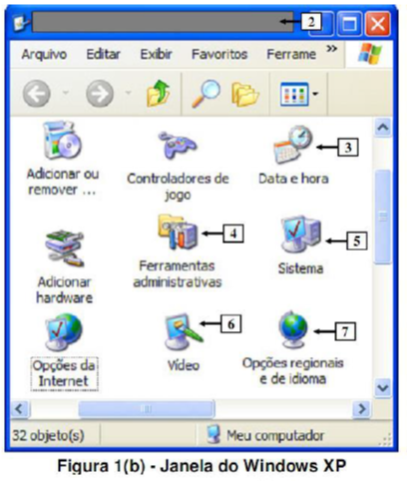 2
Arquivo Editar Exibir Favoritos Ferrame »
Adicionar ou
remover ...
Controladores de
jogo
3
Data e hora
Adicionar
hardware
4
Ferramentas
administrativas
5
Sistema
Opções da
Internet
6
Vídeo
7
Opções regionais
e de idioma
32 objeto(s)
Meu computador
Figura 1(b) - Janela do Windows XP